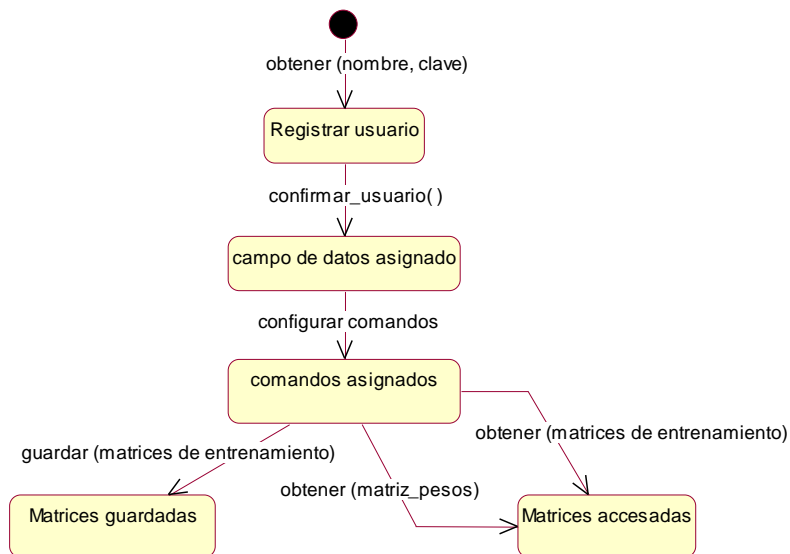 obtener (nombre, clave)
Registrar usuario
confirmar_usuario( )
campo de datos asignado
configurar comandos
comandos asignados
obtener (matrices de entrenamiento)
guardar (matrices de entrenamiento)
obtener (matriz_pesos)
Matrices guardadas
Matrices accesadas